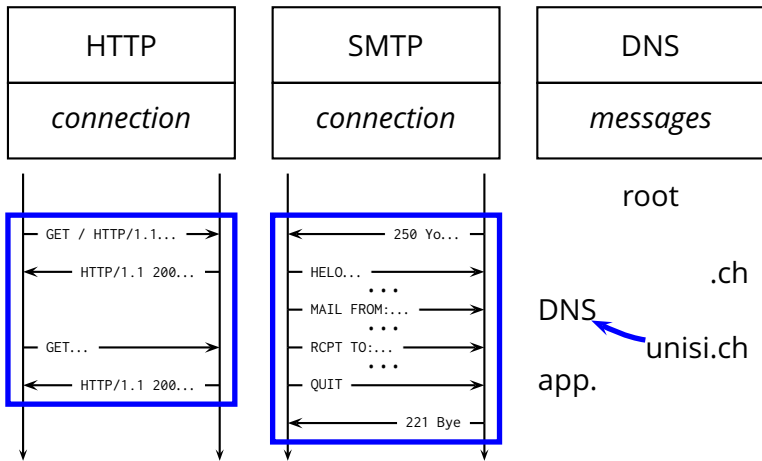 HTTP
connection
GET / HTTP/1.1...
HTTP/1.1 200...
GET...
HTTP/1.1 200...
SMTP
connection
250 Yo...
HELO...
...
MAIL FROM:...
...
RCPT TO:...
...
QUIT
221 Bye
DNS
messages
root
.ch
DNS
unisi.ch
app.